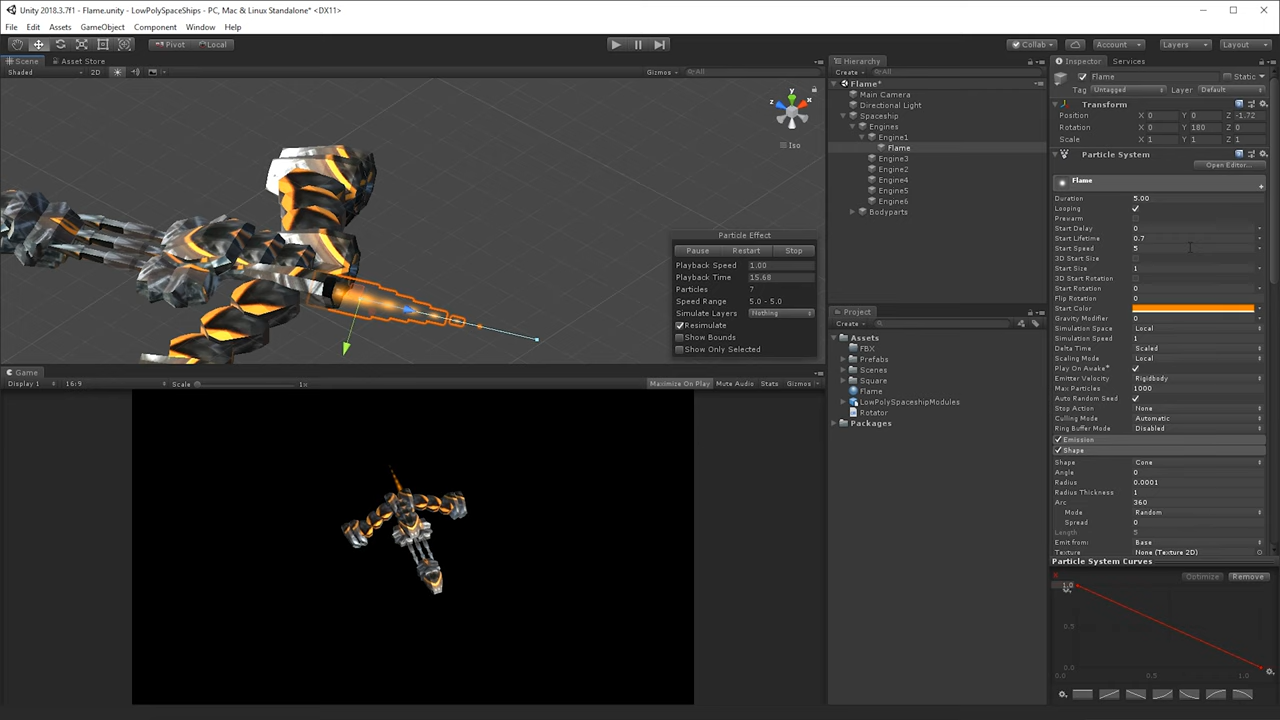 Unity 2018.3.7f1 - Flame.unity - LowPolySpaceShips - PC, Mac & Linux Standalone* <DX11>
File Edit Assets GameObject Component Window Help
Pivot Local Collab Account Layers Layout
Scene Asset Store
Shaded 2D Gizmos All
y
z x
Iso
Particle Effect
Pause Restart Stop
Playback Speed 1.00
Playback Time 15.68
Particles 7
Speed Range 5.0 - 5.0
Simulate Layers Nothing
Resimulate
Show Bounds
Show Only Selected
Game
Display 1 16:9 Scale 1x Maximize On Play Mute Audio Stats Gizmos
Hierarchy
Create All
Flame*
Main Camera
Directional Light
Spaceship
Engines
Engine1
Flame
Engine3
Engine2
Engine4
Engine5
Engine6
Bodyparts
Project
Create
Assets
FBX
Prefabs
Scenes
Square
Flame
LowPolySpaceshipModules
Rotator
Packages
Inspector Services
Flame Static
Tag Untagged Layer Default
Transform
Position X 0 Y 0 Z -1.72
Rotation X 0 Y 180 Z 0
Scale X 1 Y 1 Z 1
Particle System
Open Editor...
Flame
Duration 5.00
Looping
Prewarm
Start Delay 0
Start Lifetime 0.7
Start Speed 5
3D Start Size
Start Size 1
3D Start Rotation
Start Rotation 0
Flip Rotation 0
Start Color
Gravity Modifier 0
Simulation Space Local
Simulation Speed 1
Delta Time Scaled
Scaling Mode Local
Play On Awake*
Emitter Velocity Rigidbody
Max Particles 1000
Auto Random Seed
Stop Action None
Culling Mode Automatic
Ring Buffer Mode Disabled
Emission
Shape
Shape Cone
Angle 0
Radius 0.0001
Radius Thickness 1
Arc 360
Mode Random
Spread 0
Length 5
Emit from: Base
Texture None (Texture 2D)
Particle System Curves
Optimize Remove
1.0
0.5
0.0
0.0 0.5 1.0